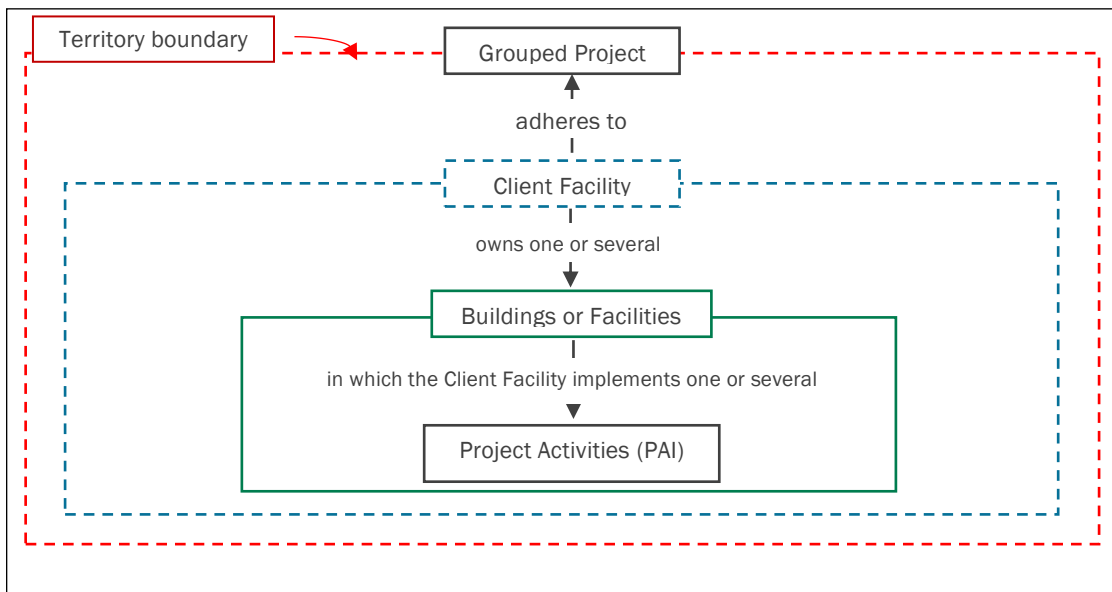 Territory boundary
Grouped Project
adheres to
Client Facility
owns one or several
Buildings or Facilities
in which the Client Facility implements one or several
Project Activities (PAI)